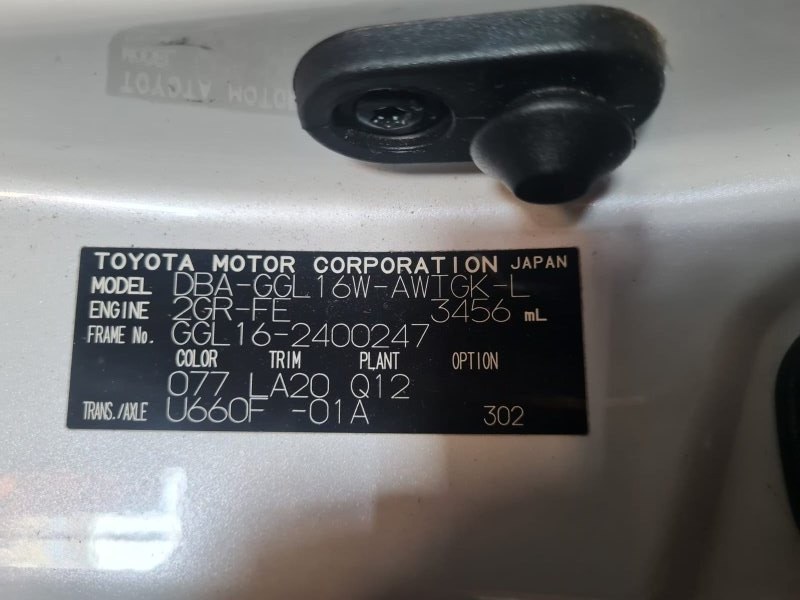 TOYOTA MOTOR CORPORATION JAPAN
MODEL DBA-GGL16W-AWTGK-L
ENGINE 2GR-FE 3456 mL
FRAME No. GGL16-2400247
COLOR TRIM PLANT OPTION
077 LA20 Q12
TRANS./AXLE U660F -01A 302